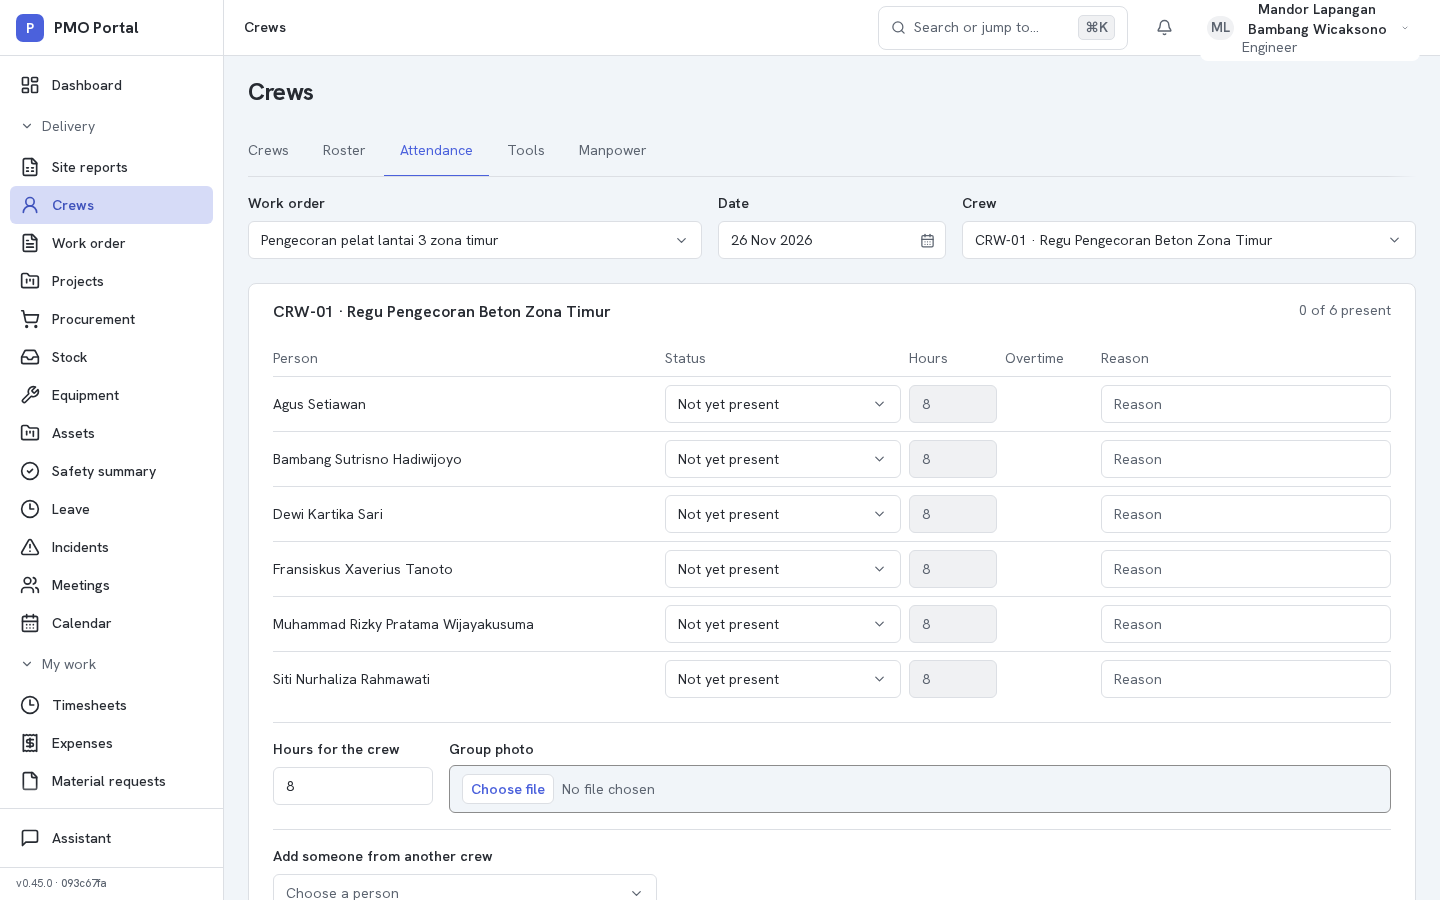 P PMO Portal
Crews
Search or jump to... ⌘K
ML
Mandor Lapangan
Bambang Wicaksono
Engineer
Dashboard
Delivery
Site reports
Crews
Work order
Projects
Procurement
Stock
Equipment
Assets
Safety summary
Leave
Incidents
Meetings
Calendar
My work
Timesheets
Expenses
Material requests
Assistant
v0.45.0 · 093c67fa
Crews
Crews Roster Attendance Tools Manpower
Work order Date Crew
Pengecoran pelat lantai 3 zona timur 26 Nov 2026 CRW-01 · Regu Pengecoran Beton Zona Timur
CRW-01 · Regu Pengecoran Beton Zona Timur 0 of 6 present
Person Status Hours Overtime Reason
Agus Setiawan Not yet present 8 Reason
Bambang Sutrisno Hadiwijoyo Not yet present 8 Reason
Dewi Kartika Sari Not yet present 8 Reason
Fransiskus Xaverius Tanoto Not yet present 8 Reason
Muhammad Rizky Pratama Wijayakusuma Not yet present 8 Reason
Siti Nurhaliza Rahmawati Not yet present 8 Reason
Hours for the crew Group photo
8 Choose file No file chosen
Add someone from another crew
Choose a person